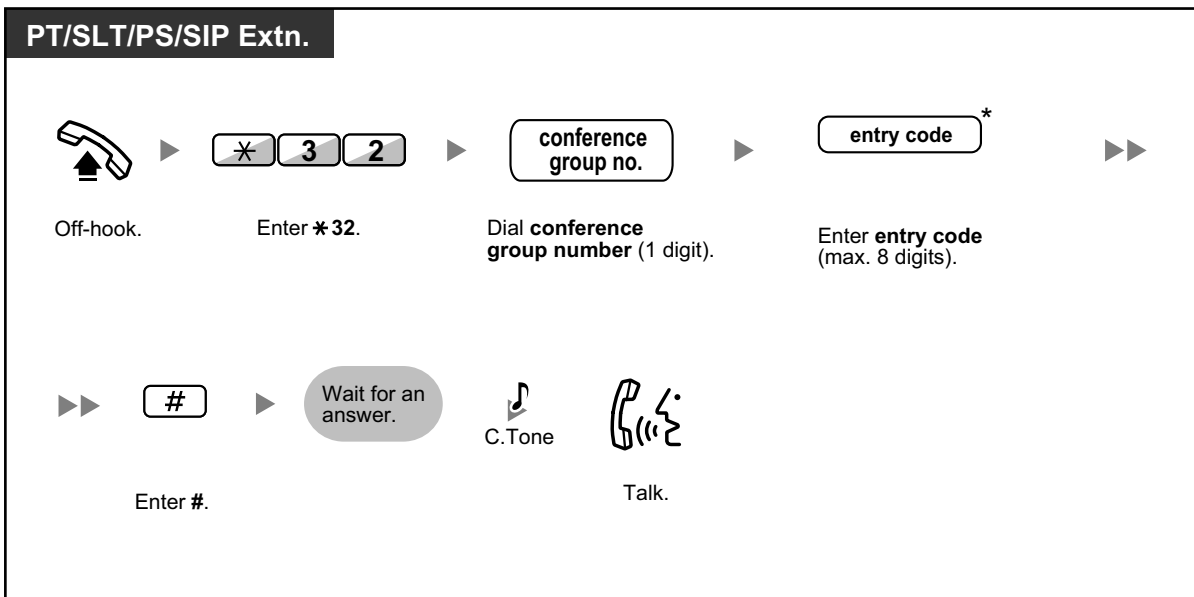 PT/SLT/PS/SIP Extn.
* 3 2
conference
group no.
entry code *
Off-hook.
Enter *32.
Dial conference
group number (1 digit).
Enter entry code
(max. 8 digits).
#
Wait for an
answer.
C.Tone
Enter #.
Talk.